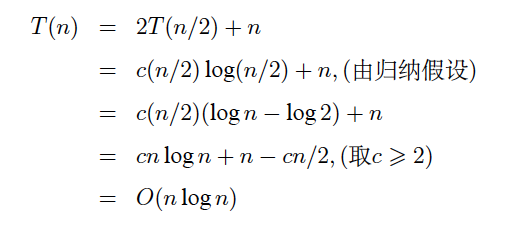 T(n) = 2T(n/2) + n
= c(n/2) log(n/2) + n, (由归纳假设)
= c(n/2)(log n − log 2) + n
= cn log n + n − cn/2, (取c ⩾ 2)
= O(n log n)